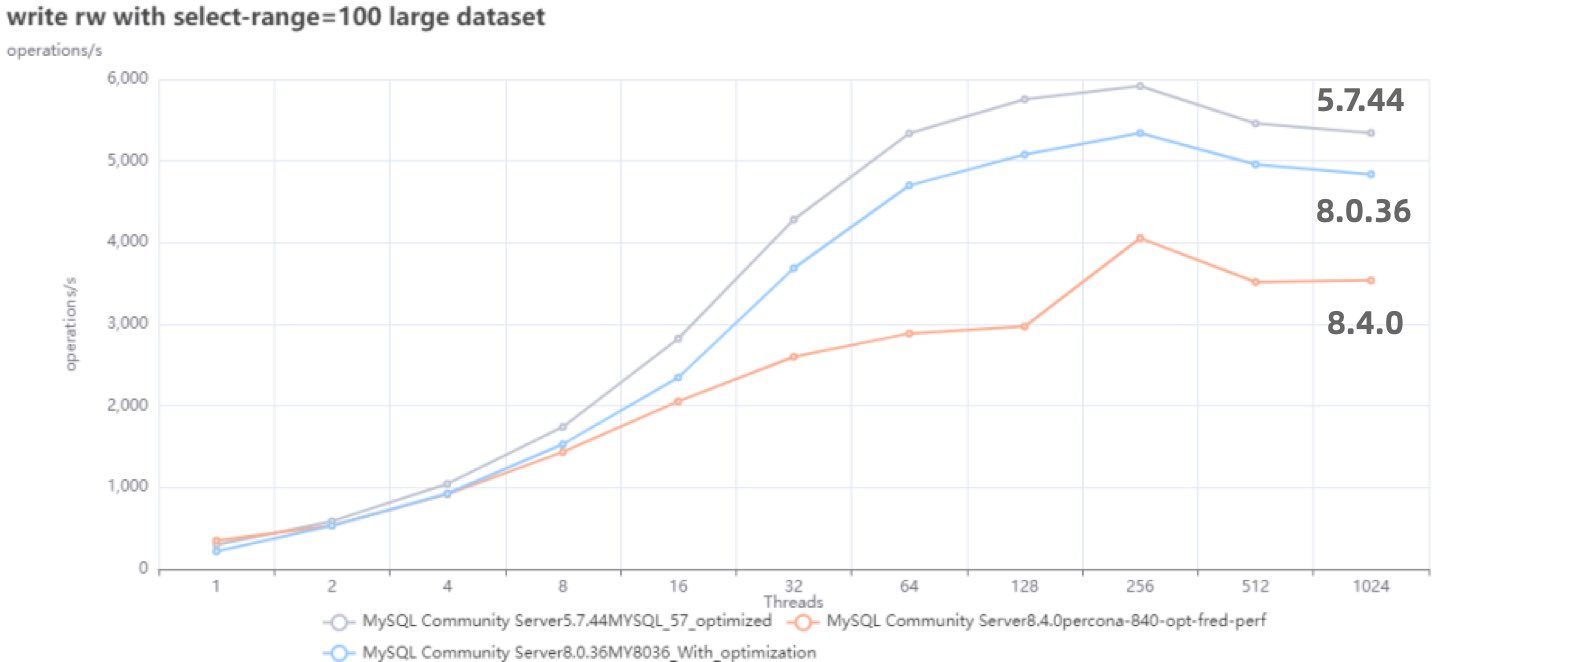 write rw with select-range=100 large dataset
operations/s
6,000
5.7.44
5,000
8.0.36
4,000
operations/s
3,000
8.4.0
2,000
1,000
0
1 2 4 8 16 32 64 128 256 512 1024
Threads
MySQL Community Server5.7.44MYSQL_57_optimized MySQL Community Server8.4.0percona-840-opt-fred-perf
MySQL Community Server8.0.36MY8036_With_optimization